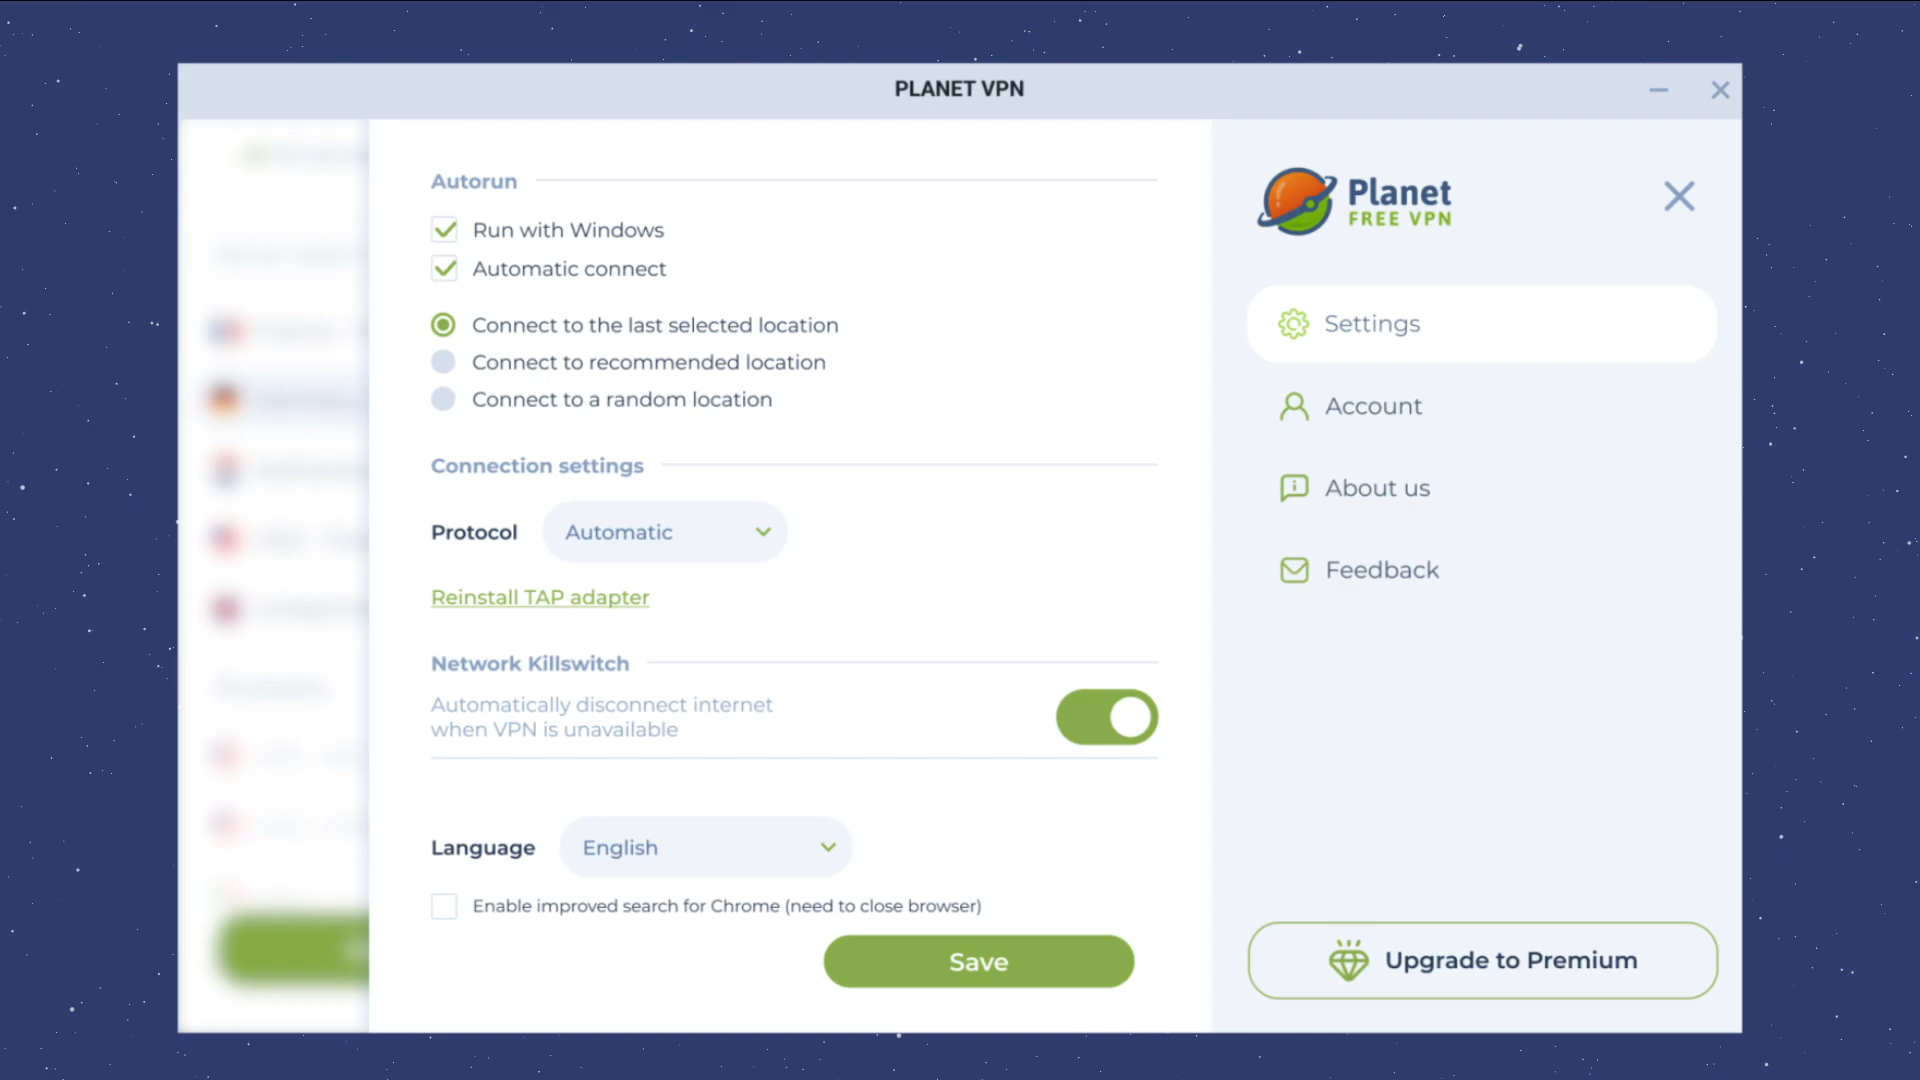 PLANET VPN
Autorun
Run with Windows
Automatic connect
Connect to the last selected location
Connect to recommended location
Connect to a random location
Connection settings
Protocol Automatic
Reinstall TAP adapter
Network Killswitch
Automatically disconnect internet
when VPN is unavailable
Language English
Enable improved search for Chrome (need to close browser)
Save
Planet
FREE VPN
Settings
Account
About us
Feedback
Upgrade to Premium